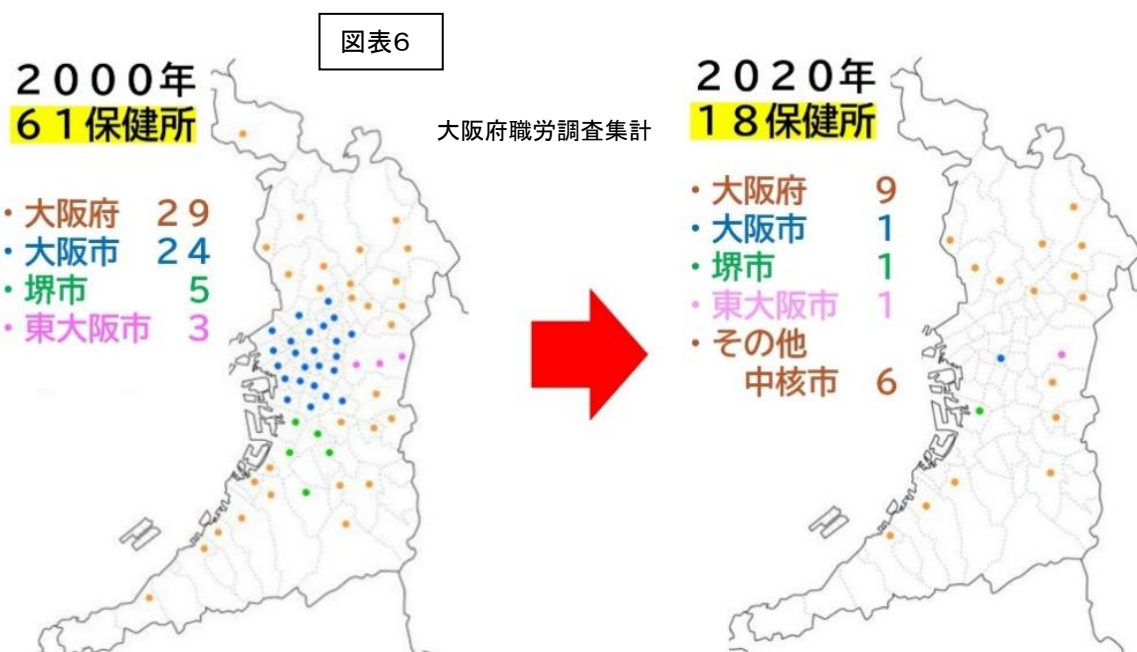 図表6
2000年
61保健所
・大阪府 29
・大阪市 24
・堺市 5
・東大阪市 3
大阪府職労調査集計
2020年
18保健所
・大阪府 9
・大阪市 1
・堺市 1
・東大阪市 1
・その他
中核市 6